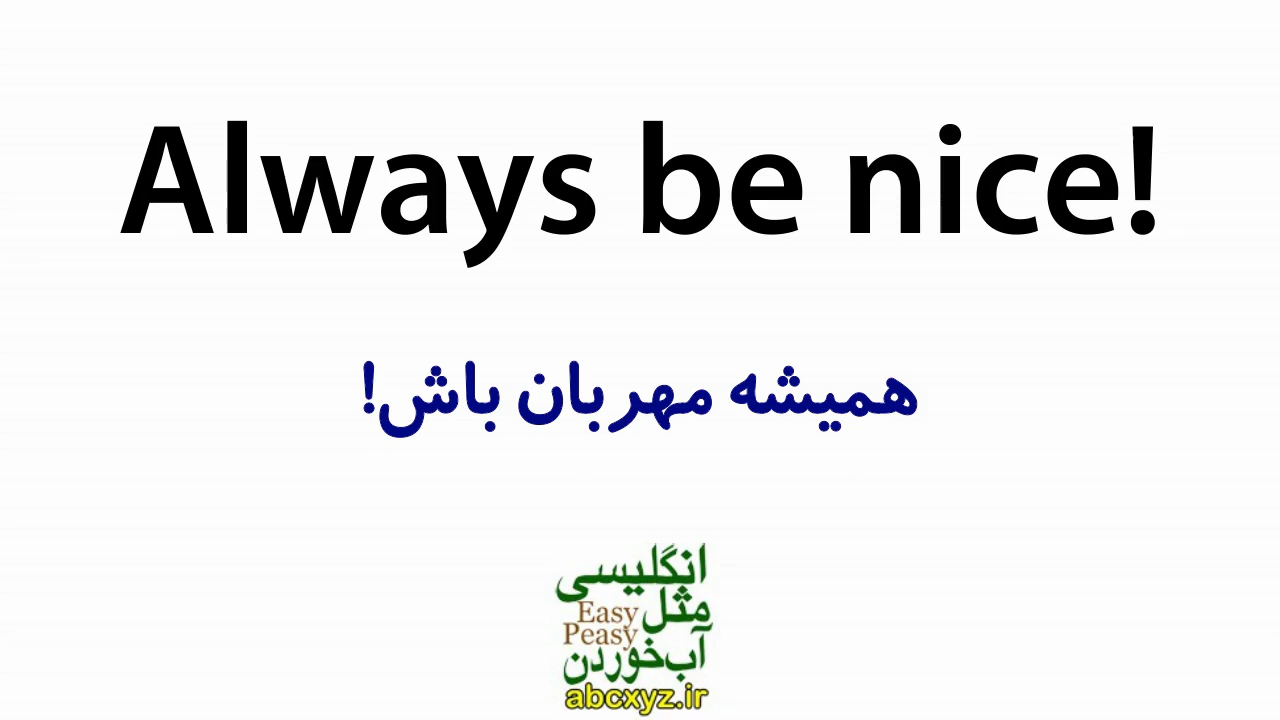 Always be nice!
همیشه مهربان باش!
انگلیسی
مثل Easy
Peasy
آب‌خوردن
abcxyz.ir